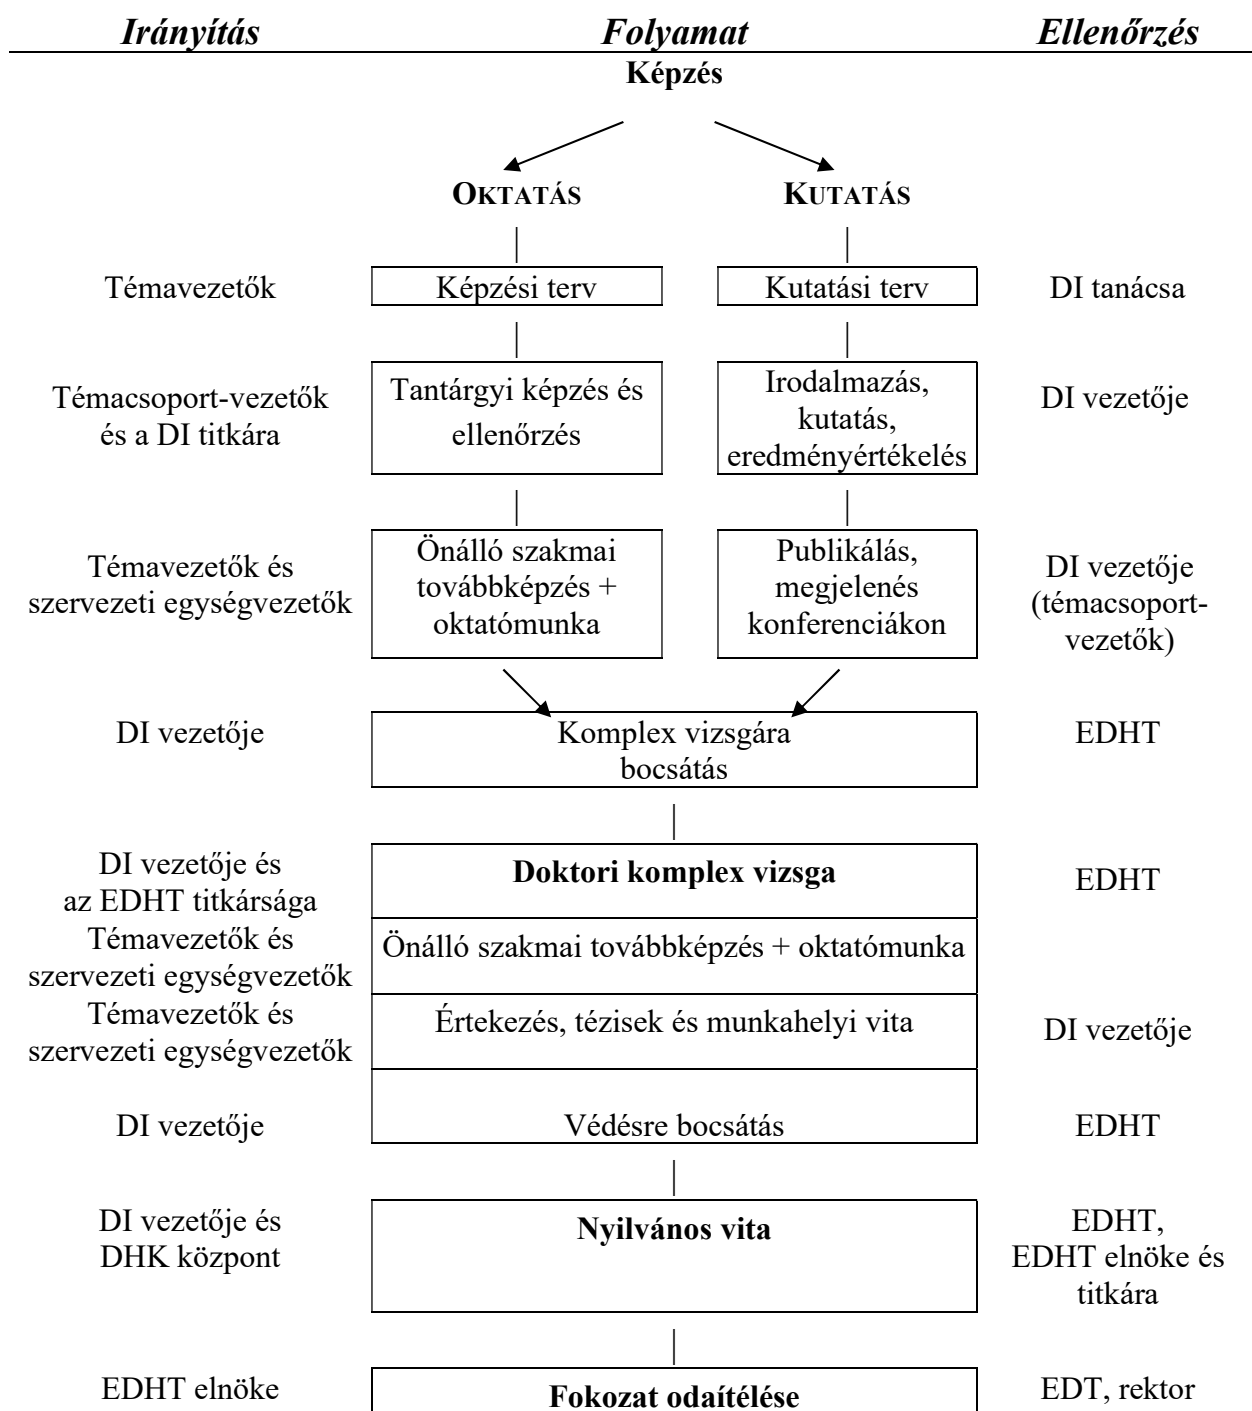 Irányítás Folyamat Ellenőrzés
Képzés
OKTATÁS KUTATÁS
Témavezetők Képzési terv Kutatási terv DI tanácsa
Témacsoport-vezetők
és a DI titkára
Tantárgyi képzés és
ellenőrzés
Irodalmazás,
kutatás,
eredményértékelés
DI vezetője
Témavezetők és
szervezeti egységvezetők
Önálló szakmai
továbbképzés +
oktatómunka
Publikálás,
megjelenés
konferenciákon
DI vezetője
(témacsoport-
vezetők)
DI vezetője
Komplex vizsgára
bocsátás
EDHT
DI vezetője és
az EDHT titkársága
Doktori komplex vizsga
EDHT
Témavezetők és
szervezeti egységvezetők
Önálló szakmai továbbképzés + oktatómunka
Témavezetők és
szervezeti egységvezetők
Értekezés, tézisek és munkahelyi vita
DI vezetője
DI vezetője Védésre bocsátás EDHT
DI vezetője és
DHK központ
Nyilvános vita
EDHT,
EDHT elnöke és
titkára
EDHT elnöke Fokozat odaítélése EDT, rektor